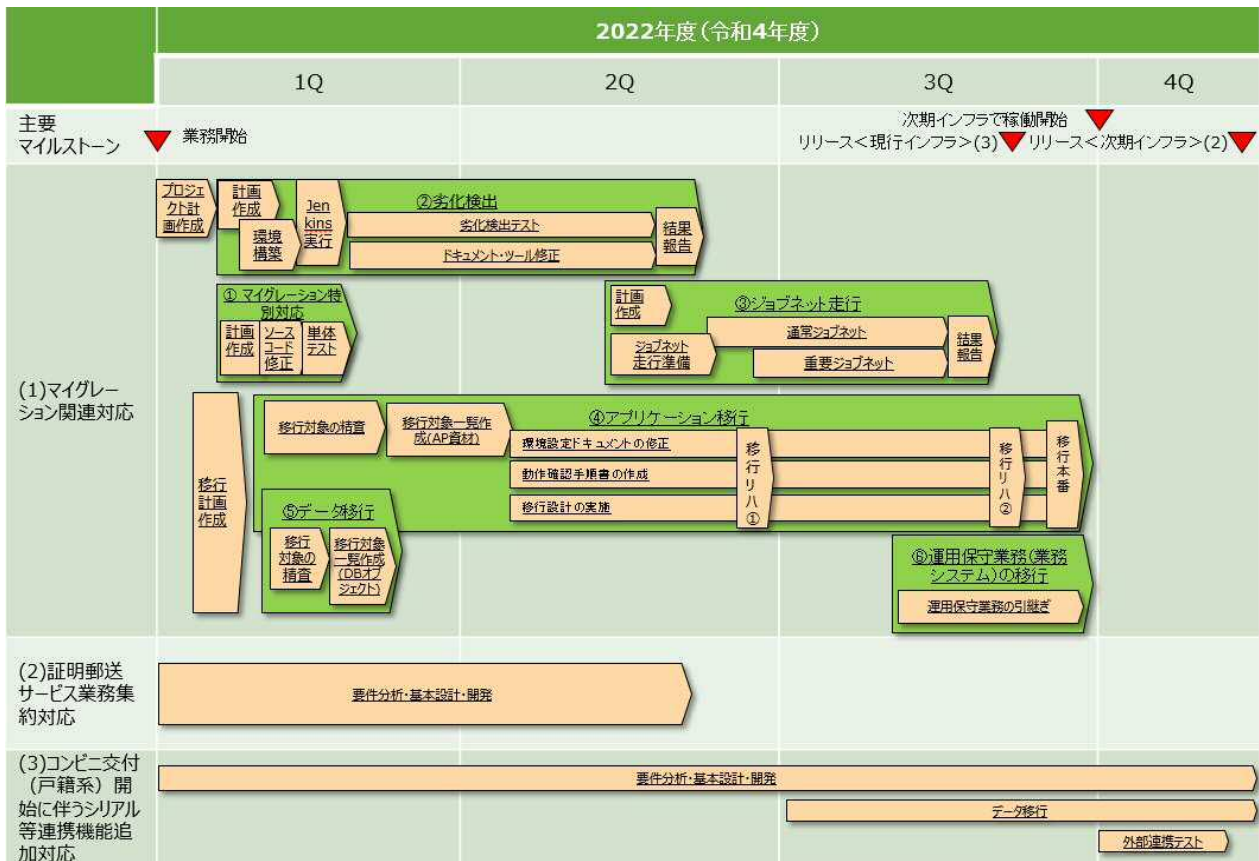 2022年度(令和4年度)
1Q
2Q
3Q
4Q
主要
マイルストーン
業務開始
次期インフラで稼働開始
リリース<現行インフラ>(3)
リリース<次期インフラ>(2)
(1)マイグレー
ション関連対応
プロジェ
クト計
画作成
計画
作成
環境
構築
Jen
kins
実行
②劣化検出
劣化検出テスト
ドキュメント・ツール修正
結果
報告
① マイグレーション特
別対応
計画
作成
ソース
コード
修正
単体
テスト
計画
作成
ジョブネット
走行準備
③ジョブネット走行
通常ジョブネット
重要ジョブネット
結果
報告
移行
計画
作成
移行対象の精査
移行対象一覧作
成(AP資材)
④アプリケーション移行
環境設定ドキュメントの修正
動作確認手順書の作成
移行設計の実施
移行リハ①
移行リハ②
移行本番
⑤データ移行
移行
対象の
精査
移行対象
一覧作成
(DBオブ
ジェクト)
⑥運用保守業務(業務
システム)の移行
運用保守業務の引継ぎ
(2)証明郵送
サービス業務集
約対応
要件分析・基本設計・開発
(3)コンビニ交付
(戸籍系)開
始に伴うシリアル
等連携機能追
加対応
要件分析・基本設計・開発
データ移行
外部連携テスト